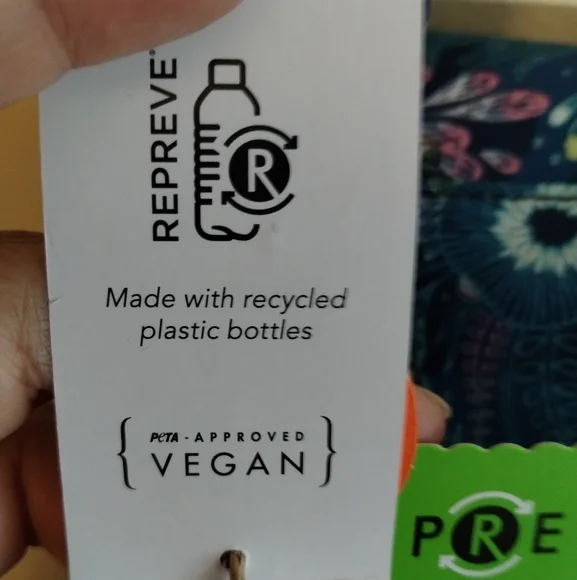 REPREVE®
R
Made with recycled
plastic bottles
PeTA-APPROVED
VEGAN
PRE